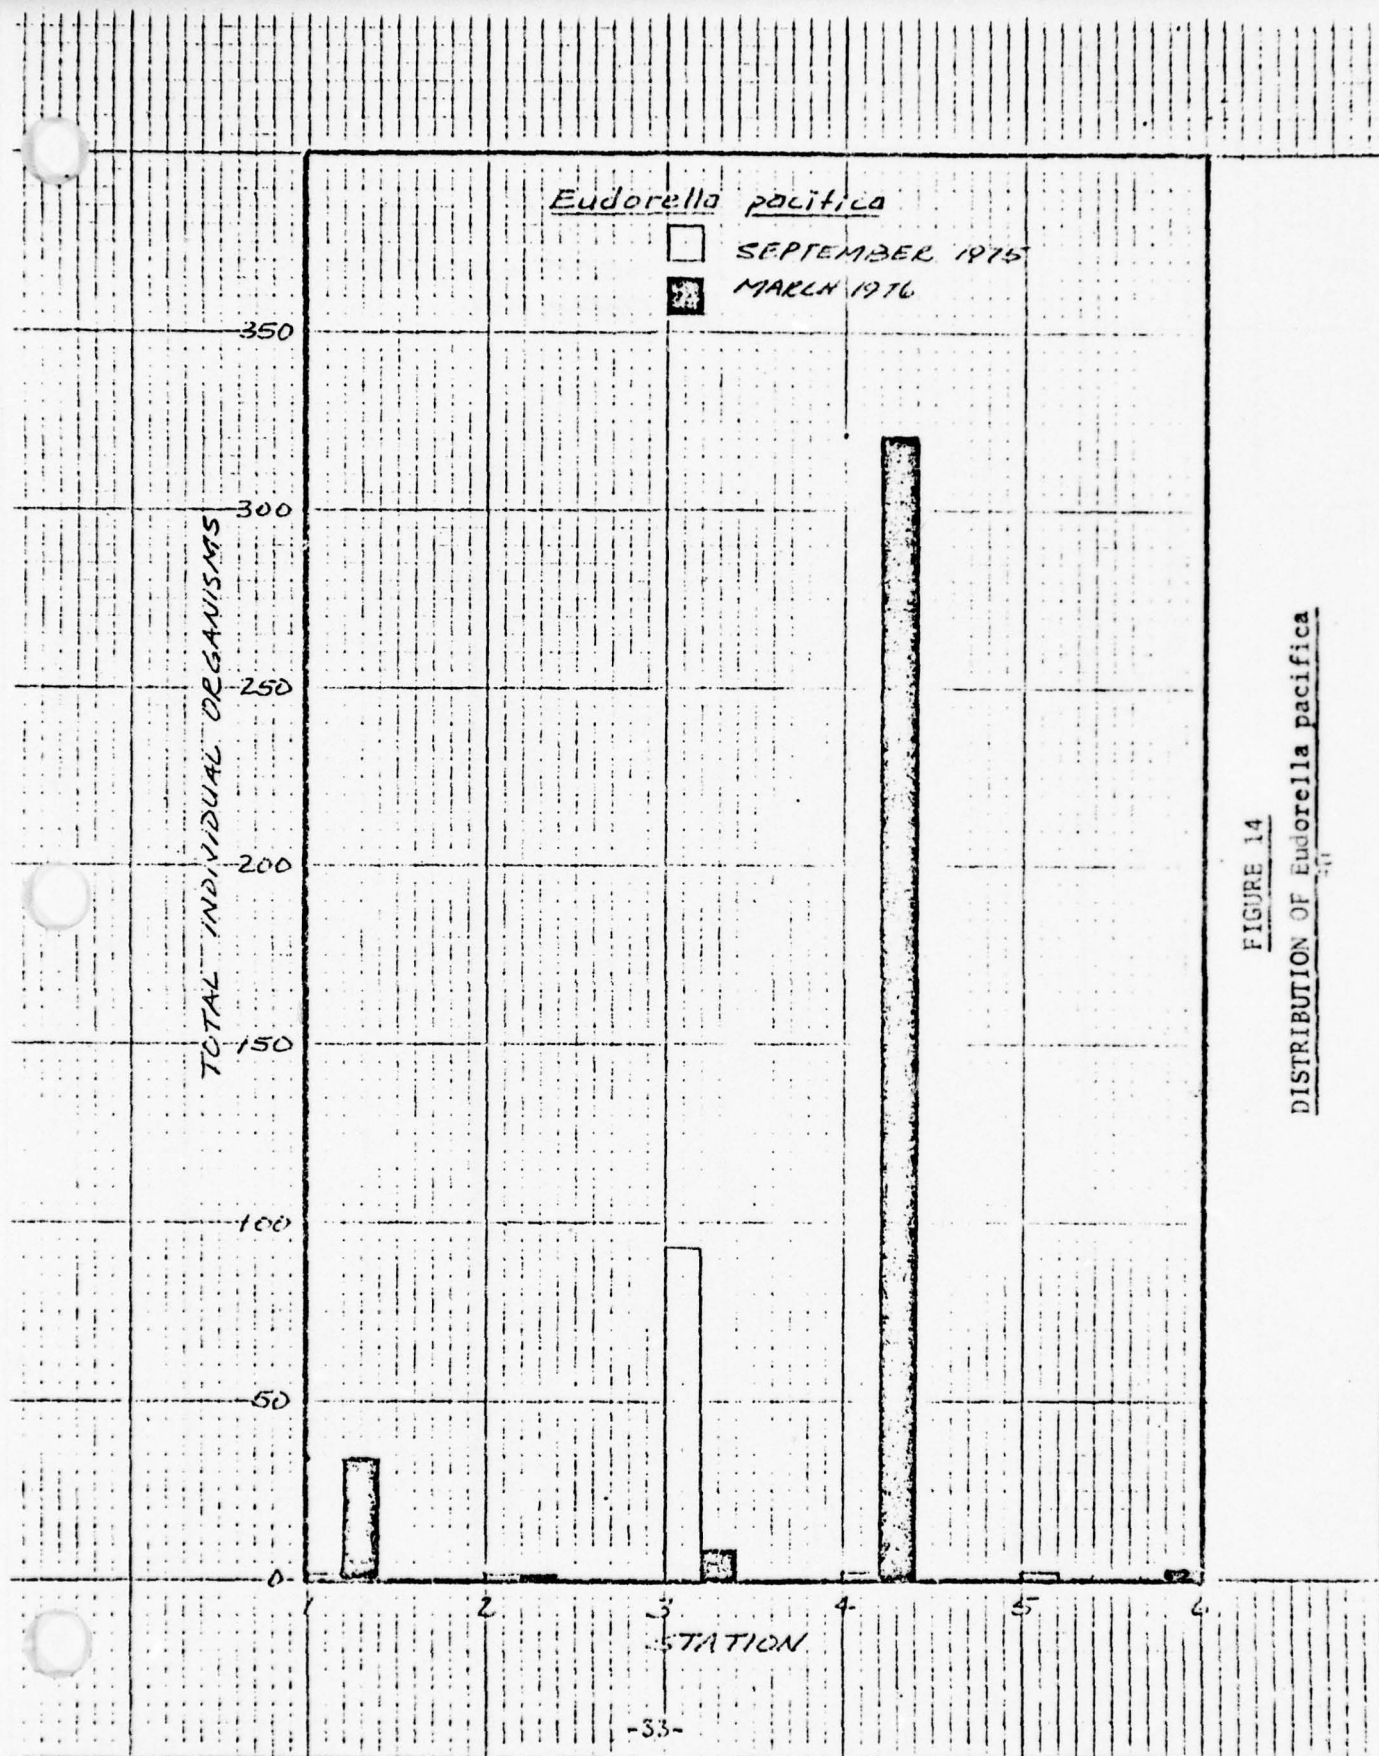 Eudorella pacifica
SEPTEMBER 1975
MARCH 1976
350
300
250
200
150
100
50
0
TOTAL INDIVIDUAL ORGANISMS
1 2 3 4 5 6
STATION
FIGURE 14
DISTRIBUTION OF Eudorella pacifica
-33-